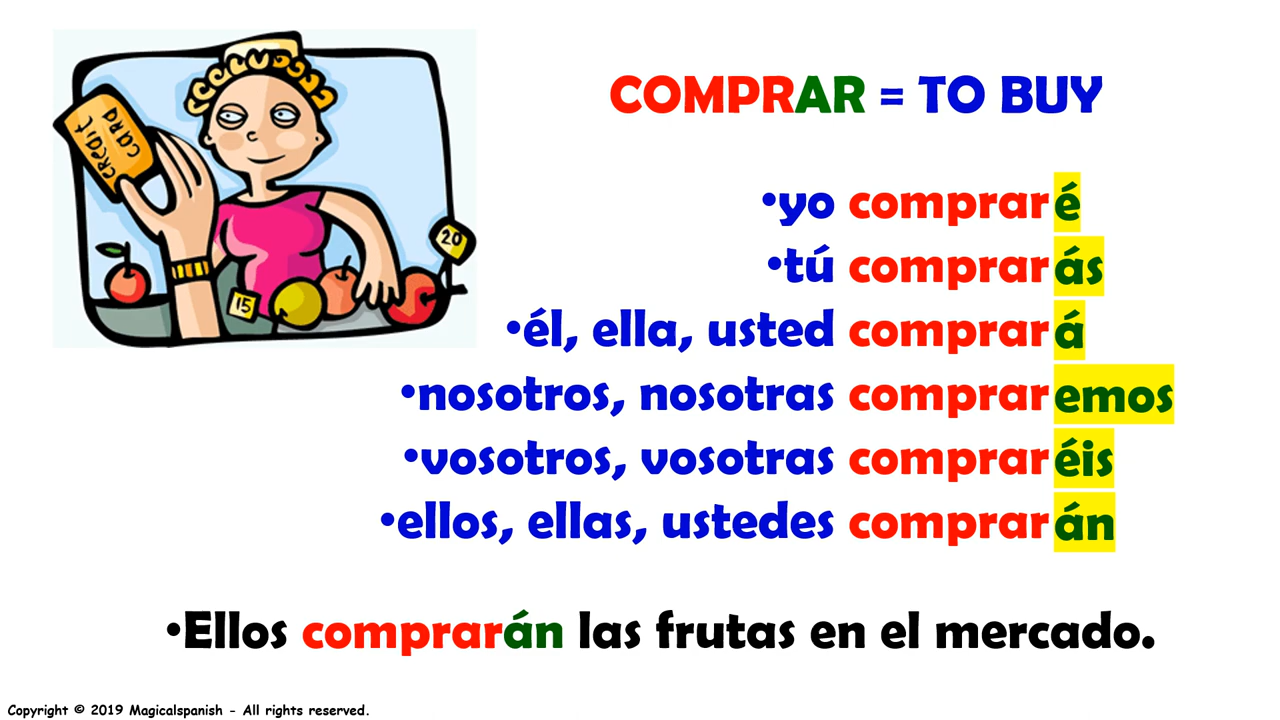 credit
card
20
15
COMPRAR = TO BUY
•yo compraré
•tú comprarás
•él, ella, usted comprará
•nosotros, nosotras compraremos
•vosotros, vosotras compraréis
•ellos, ellas, ustedes comprarán
•Ellos comprarán las frutas en el mercado.
Copyright © 2019 Magicalspanish - All rights reserved.